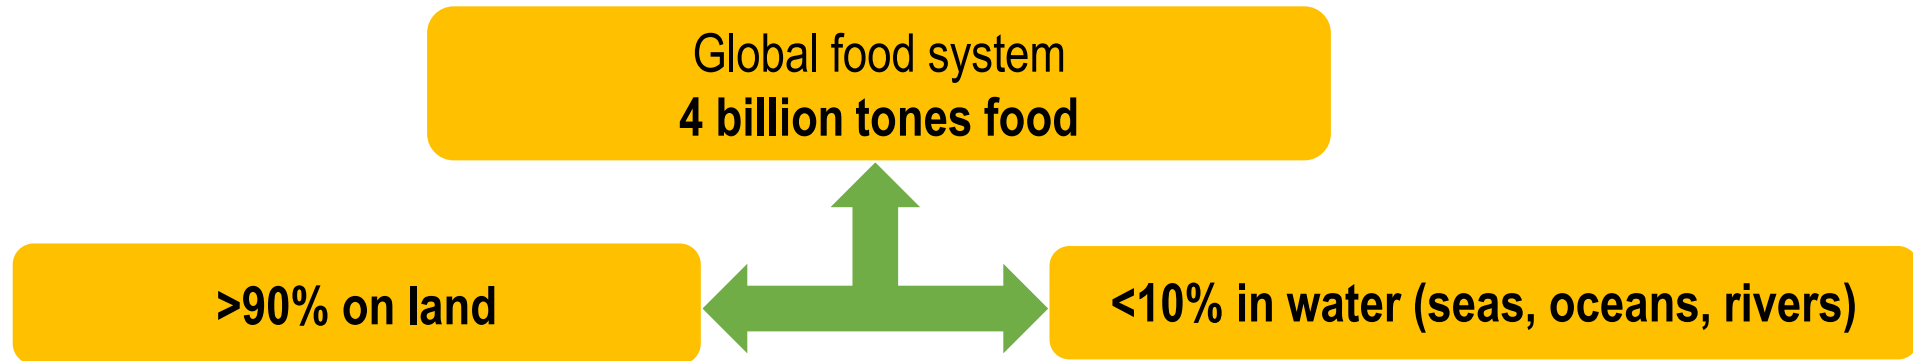 Global food system
4 billion tones food
>90% on land
<10% in water (seas, oceans, rivers)